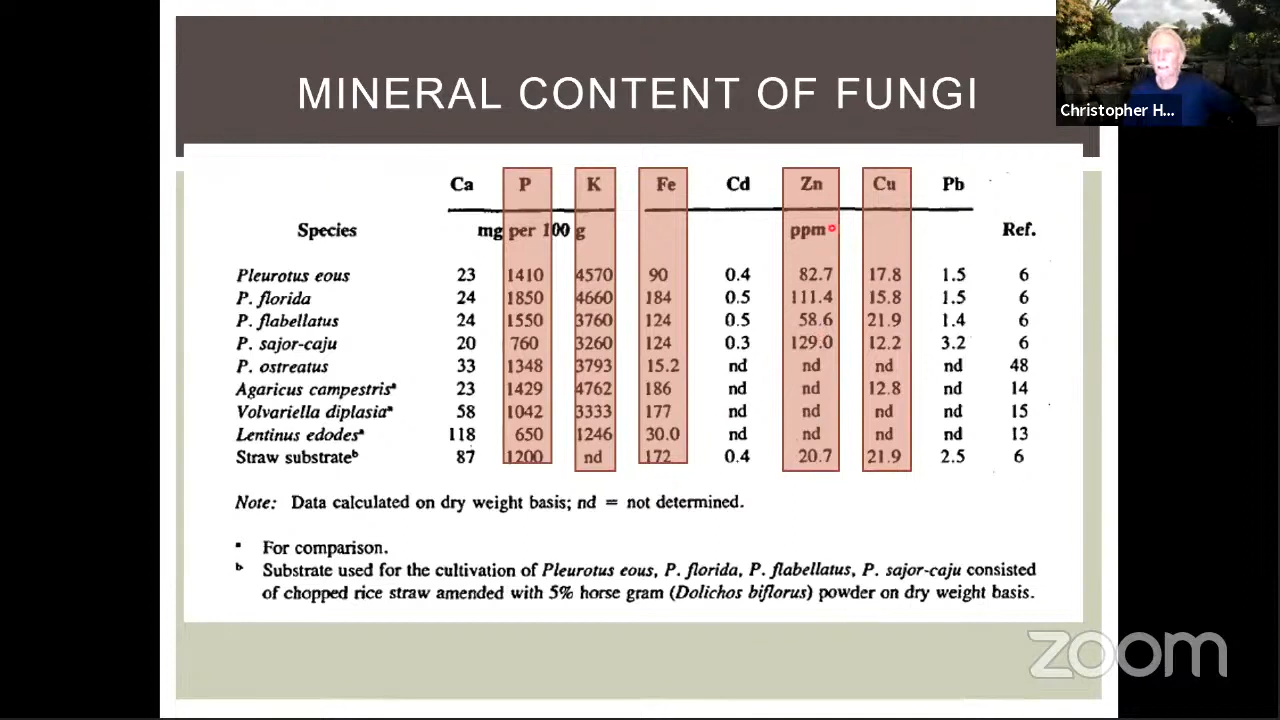 MINERAL CONTENT OF FUNGI
Christopher H...
Ca P K Fe Cd Zn Cu Pb
Species mg per 100 g ppm Ref.
Pleurotus eous 23 1410 4570 90 0.4 82.7 17.8 1.5 6
P. florida 24 1850 4660 184 0.5 111.4 15.8 1.5 6
P. flabellatus 24 1550 3760 124 0.5 58.6 21.9 1.4 6
P. sajor-caju 20 760 3260 124 0.3 129.0 12.2 3.2 6
P. ostreatus 33 1348 3793 15.2 nd nd nd nd 48
Agaricus campestrisª 23 1429 4762 186 nd nd 12.8 nd 14
Volvariella diplasiaª 58 1042 3333 177 nd nd nd nd 15
Lentinus edodesª 118 650 1246 30.0 nd nd nd nd 13
Straw substrateᵇ 87 1200 nd 172 0.4 20.7 21.9 2.5 6
Note: Data calculated on dry weight basis; nd = not determined.
ª For comparison.
ᵇ Substrate used for the cultivation of Pleurotus eous, P. florida, P. flabellatus, P. sajor-caju consisted
of chopped rice straw amended with 5% horse gram (Dolichos biflorus) powder on dry weight basis.
zoom